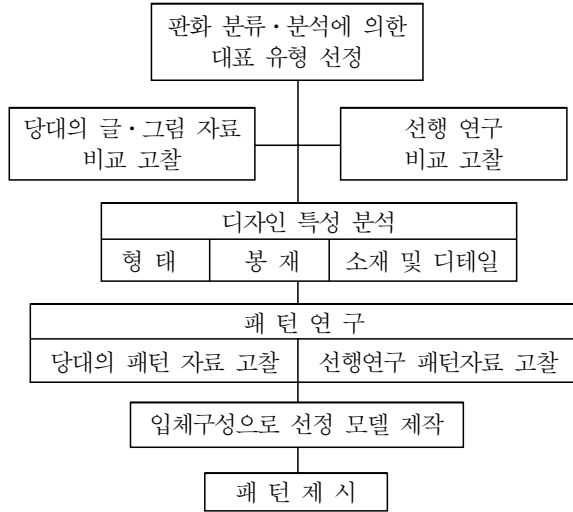 판화 분류·분석에 의한
대표 유형 선정
당대의 글·그림 자료
비교 고찰
선행 연구
비교 고찰
디자인 특성 분석
형 태
봉 재
소재 및 디테일
패 턴 연 구
당대의 패턴 자료 고찰
선행연구 패턴자료 고찰
입체구성으로 선정 모델 제작
패 턴 제 시